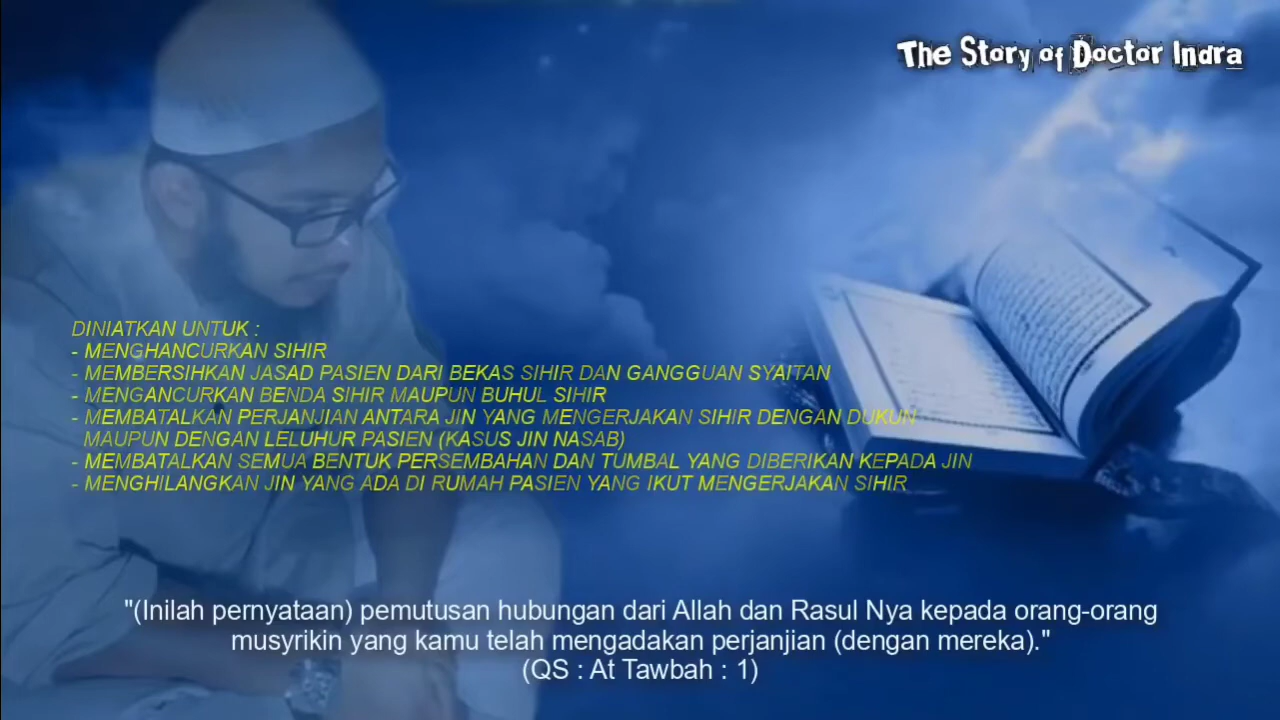 The Story of Doctor Indra
DINIATKAN UNTUK :
- MENGHANCURKAN SIHIR
- MEMBERSIHKAN JASAD PASIEN DARI BEKAS SIHIR DAN GANGGUAN SYAITAN
- MENGANCURKAN BENDA SIHIR MAUPUN BUHUL SIHIR
- MEMBATALKAN PERJANJIAN ANTARA JIN YANG MENGERJAKAN SIHIR DENGAN DUKUN
MAUPUN DENGAN LELUHUR PASIEN (KASUS JIN NASAB)
- MEMBATALKAN SEMUA BENTUK PERSEMBAHAN DAN TUMBAL YANG DIBERIKAN KEPADA JIN
- MENGHILANGKAN JIN YANG ADA DI RUMAH PASIEN YANG IKUT MENGERJAKAN SIHIR
"(Inilah pernyataan) pemutusan hubungan dari Allah dan Rasul Nya kepada orang-orang
musyrikin yang kamu telah mengadakan perjanjian (dengan mereka)."
(QS : At Tawbah : 1)